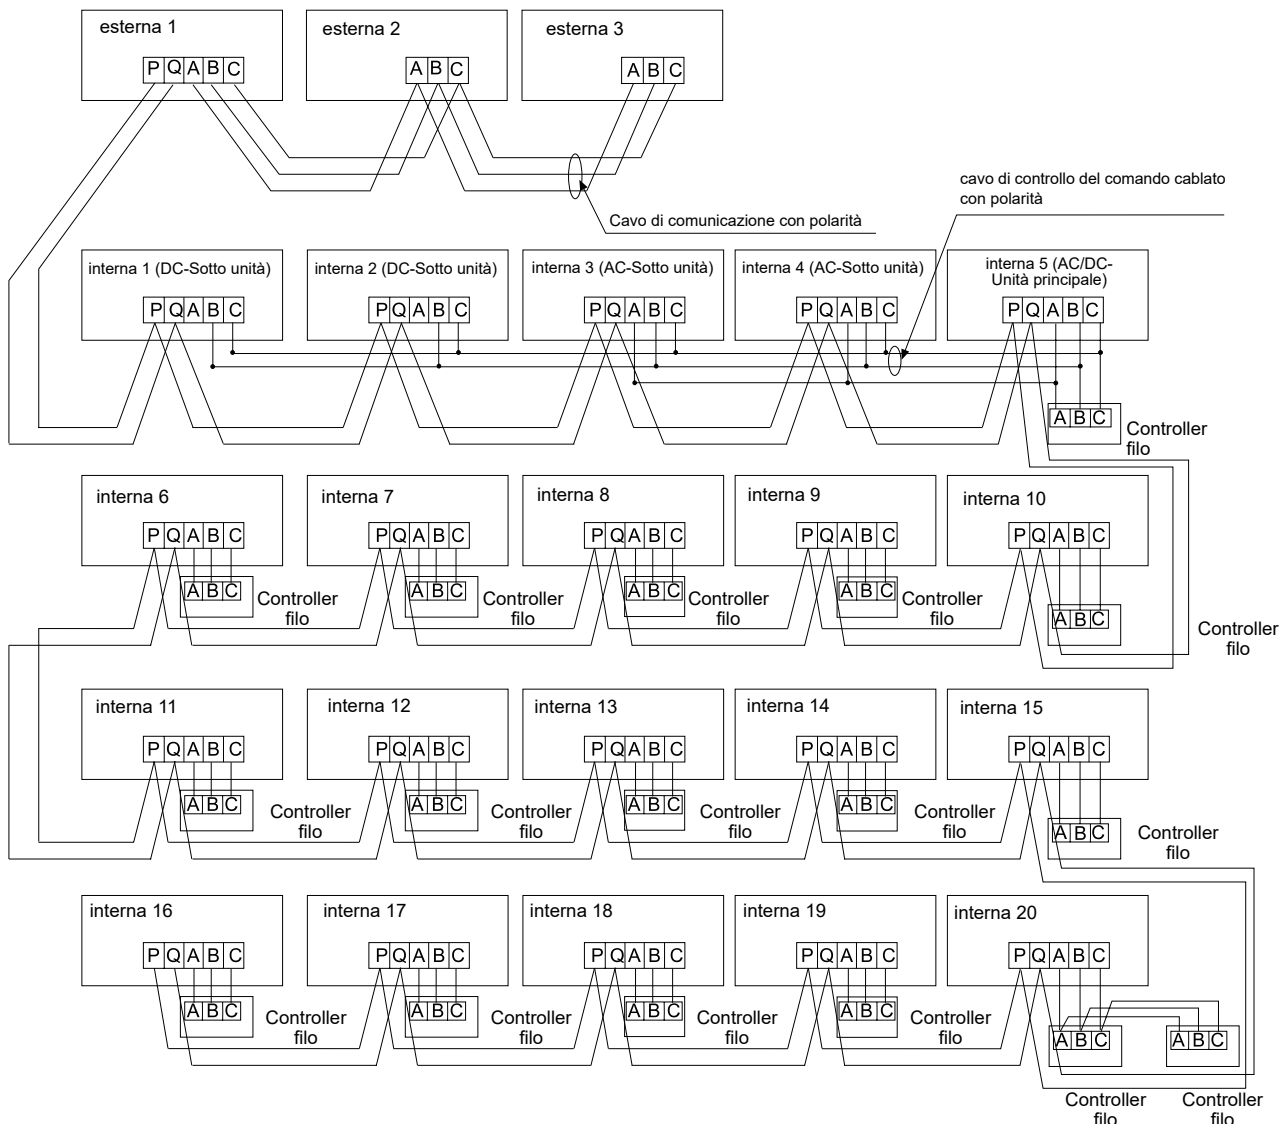 esterna 1
esterna 2
esterna 3
P Q A B C
A B C
A B C
cavo di controllo del comando cablato
con polarità
Cavo di comunicazione con polarità
interna 1 (DC-Sotto unità)
interna 2 (DC-Sotto unità)
interna 3 (AC-Sotto unità)
interna 4 (AC-Sotto unità)
interna 5 (AC/DC-
Unità principale)
P Q A B C
P Q A B C
P Q A B C
P Q A B C
P Q A B C
A B C
Controller
filo
interna 6
interna 7
interna 8
interna 9
interna 10
P Q A B C
P Q A B C
P Q A B C
P Q A B C
P Q A B C
A B C
Controller
filo
A B C
Controller
filo
A B C
Controller
filo
A B C
Controller
filo
A B C
Controller
filo
interna 11
interna 12
interna 13
interna 14
interna 15
P Q A B C
P Q A B C
P Q A B C
P Q A B C
P Q A B C
A B C
Controller
filo
A B C
Controller
filo
A B C
Controller
filo
A B C
Controller
filo
A B C
Controller
filo
interna 16
interna 17
interna 18
interna 19
interna 20
P Q A B C
P Q A B C
P Q A B C
P Q A B C
P Q A B C
A B C
Controller
filo
A B C
Controller
filo
A B C
Controller
filo
A B C
Controller
filo
A B C
A B C
Controller
filo
Controller
filo